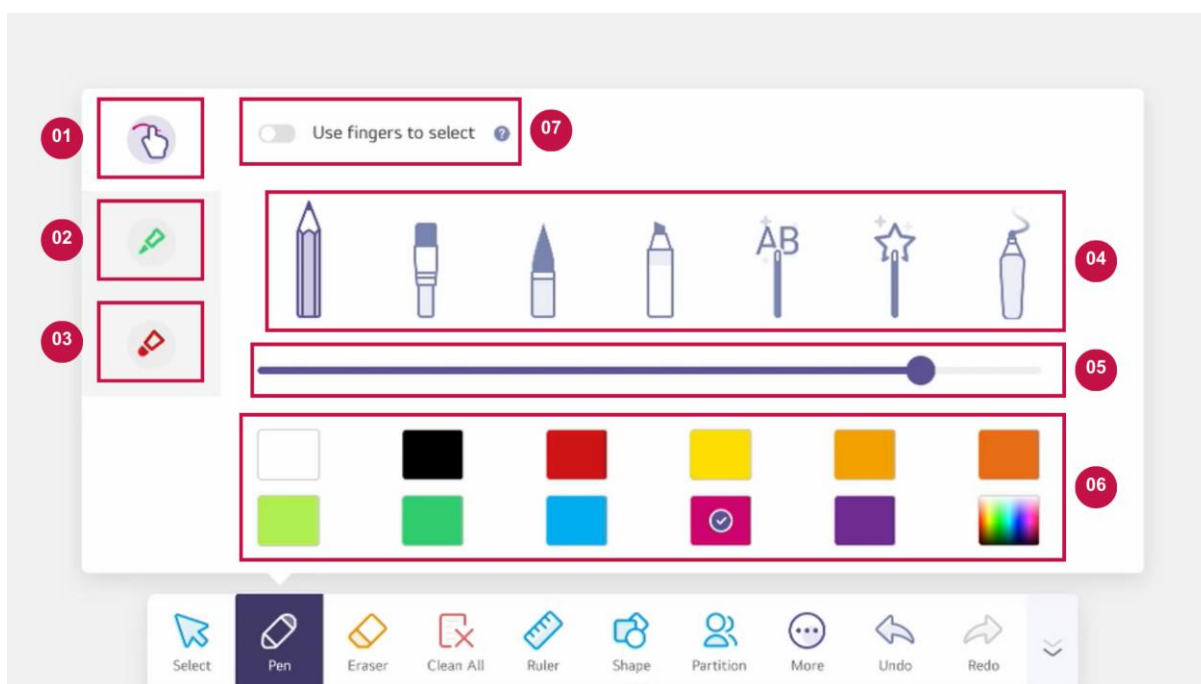 01
Use fingers to select ?
07
02
AB
04
03
05
06
Select Pen Eraser Clean All Ruler Shape Partition More Undo Redo